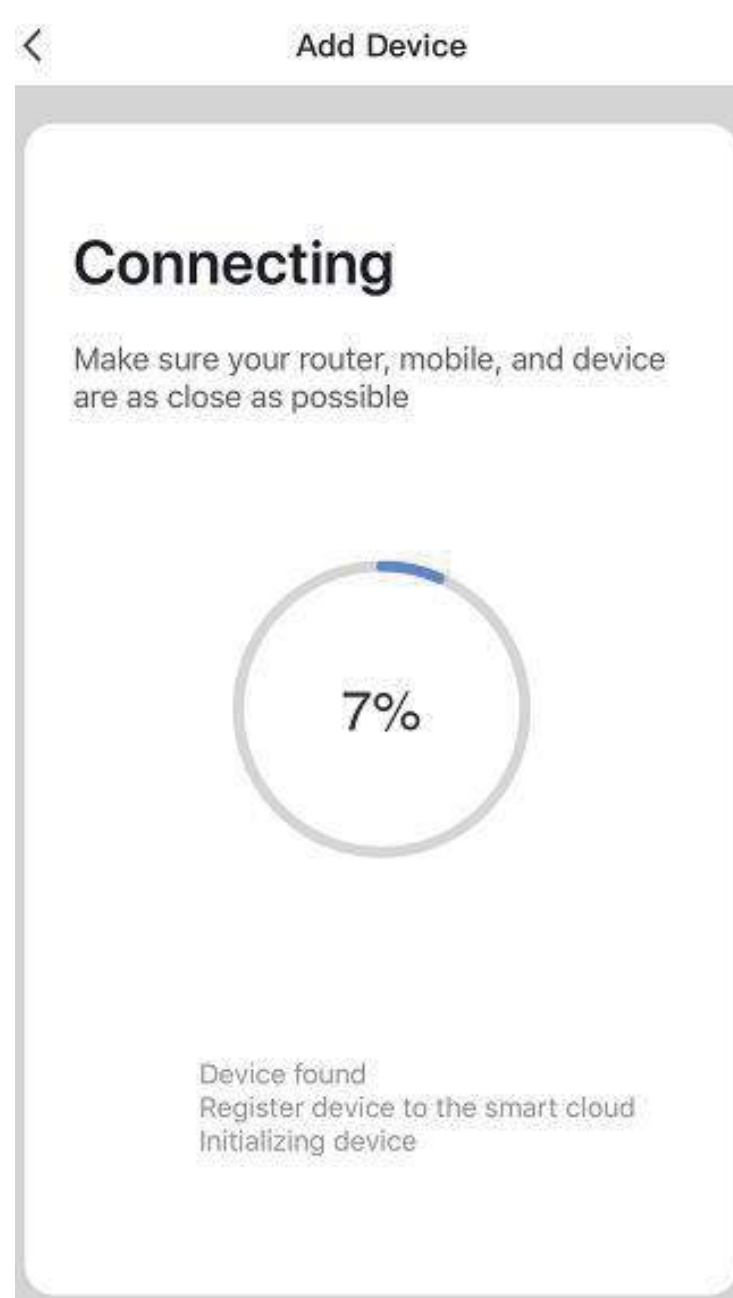 Add Device
Connecting
Make sure your router, mobile, and device
are as close as possible
7%
Device found
Register device to the smart cloud
Initializing device